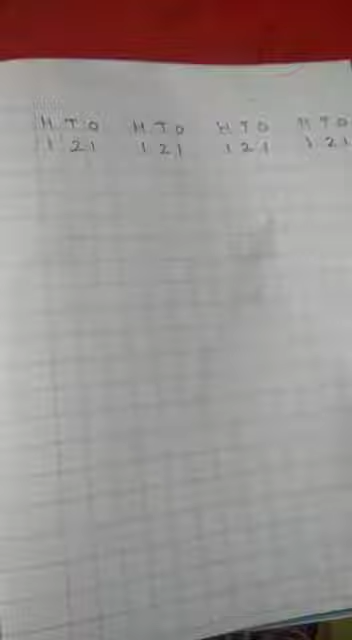 H T O H T O H T O H T O
1 2 1 1 2 1 1 2 1 1 2 1